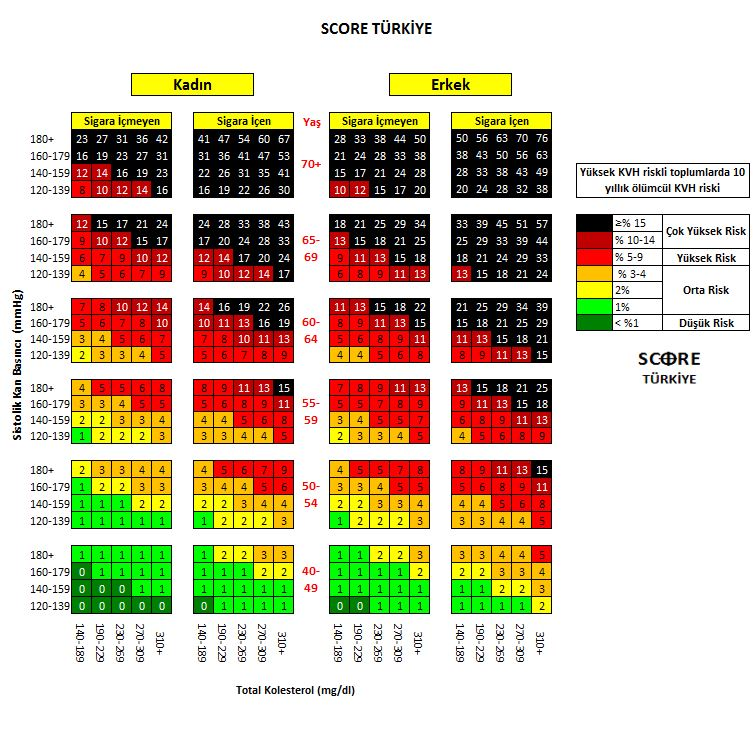 SCORE TÜRKİYE
Kadın Erkek
Sigara İçmeyen Sigara İçen Yaş Sigara İçmeyen Sigara İçen
180+ 23 27 31 36 42 41 47 54 60 67 28 33 38 44 50 50 56 63 70 76
160-179 16 19 23 27 31 31 36 41 47 53 21 24 28 33 38 38 43 50 56 63
70+
140-159 12 14 16 19 23 22 26 31 35 41 15 18 21 24 28 28 33 38 43 49
120-139 8 10 12 14 16 16 19 22 26 30 10 12 15 17 20 20 24 28 32 38
180+ 12 15 17 21 24 24 28 33 38 43 18 21 25 29 34 33 39 45 51 57
65-
160-179 9 10 12 15 17 17 20 24 28 33 13 15 18 21 25 25 29 33 39 44
69
140-159 6 7 9 10 12 12 14 17 20 24 9 11 13 15 18 18 21 25 29 33
120-139 4 5 6 7 9 9 10 12 14 17 6 8 9 11 13 13 15 18 21 24
180+ 7 8 10 12 14 14 16 19 22 26 11 13 15 18 22 21 25 29 34 39
60-
160-179 5 6 7 8 10 10 11 13 16 19 8 9 11 13 15 15 18 21 25 29
64
140-159 3 4 5 6 7 7 8 10 11 13 5 6 8 9 11 11 13 15 18 21
120-139 2 3 3 4 5 5 6 7 8 9 4 4 5 6 8 8 9 11 13 15
180+ 4 5 5 6 8 8 9 11 13 15 7 8 9 11 13 13 15 18 21 25
55-
160-179 3 3 4 5 5 5 6 8 9 11 5 5 7 8 9 9 11 13 15 18
59
140-159 2 2 3 3 4 4 4 5 6 8 3 4 5 5 7 6 8 9 11 13
120-139 1 2 2 2 3 3 3 4 4 5 2 3 3 4 5 4 5 6 8 9
180+ 2 3 3 4 4 4 5 6 7 9 4 5 5 7 8 8 9 11 13 15
50-
160-179 1 2 2 3 3 3 4 4 5 6 3 3 4 5 5 5 6 8 9 11
54
140-159 1 1 1 2 2 2 2 3 3 4 2 2 3 3 4 4 4 5 6 8
120-139 1 1 1 1 1 1 2 2 2 3 1 2 2 2 3 3 3 4 4 5
180+ 1 1 1 1 1 1 2 2 3 3 1 1 2 2 3 3 3 4 4 5
40-
160-179 0 1 1 1 1 1 1 1 2 2 1 1 1 1 2 2 2 3 3 4
49
140-159 0 0 0 1 1 1 1 1 1 1 1 1 1 1 1 1 1 2 2 3
120-139 0 0 0 0 0 0 1 1 1 1 0 0 1 1 1 1 1 1 1 2
140-189 190-229 230-269 270-309 310+ 140-189 190-229 230-269 270-309 310+ 140-189 190-229 230-269 270-309 310+ 140-189 190-229 230-269 270-309 310+
Sistolik Kan Basıncı (mmHg)
Total Kolesterol (mg/dl)
Yüksek KVH riskli toplumlarda 10
yıllık ölümcül KVH riski
≥% 15
Çok Yüksek Risk
% 10-14
% 5-9 Yüksek Risk
% 3-4
2% Orta Risk
1%
< %1 Düşük Risk
SCORE
TÜRKİYE